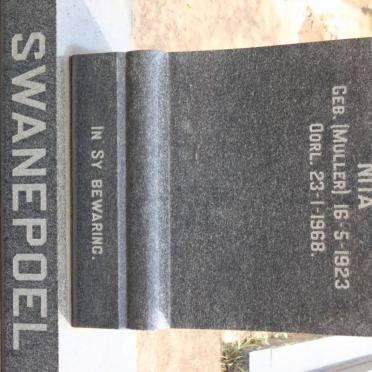 NITA
GEB. (MULLER) 16-5-1923
OORL. 23-1-1968.
IN SY BEWARING.
SWANEPOEL